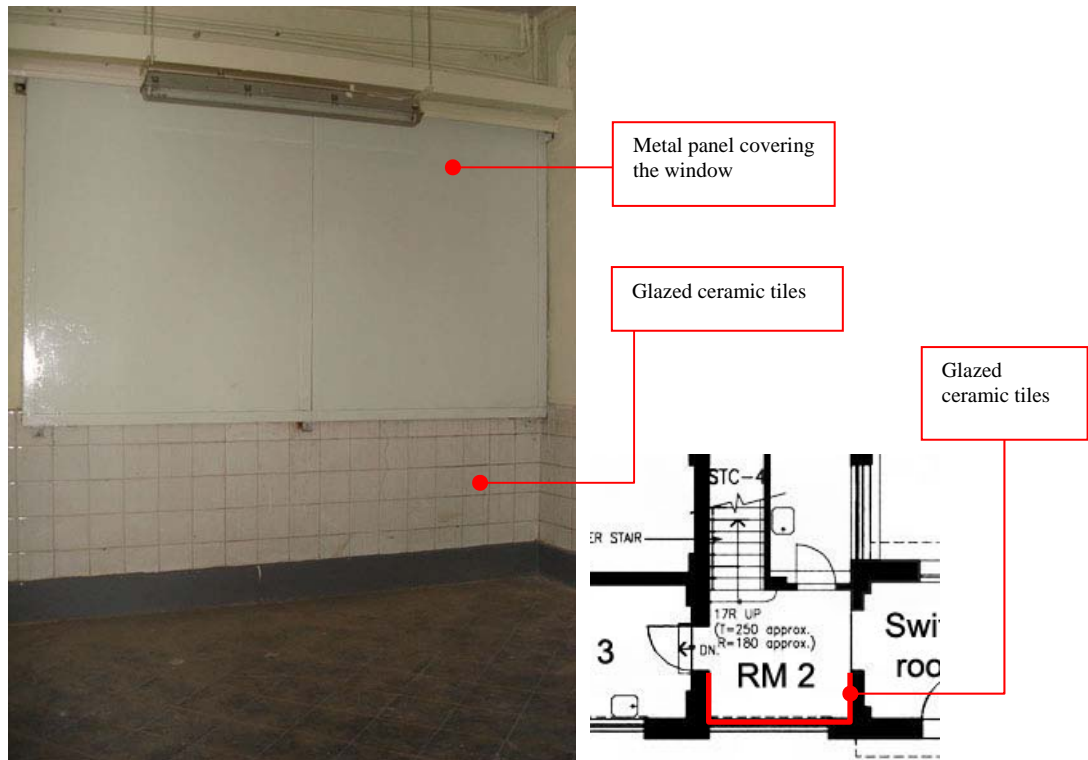 Metal panel covering
the window
Glazed ceramic tiles
Glazed
ceramic tiles
STC-4
ER STAIR
17R UP
(T=250 approx.
R=180 approx.)
DN.
3
RM 2
Swi
roo